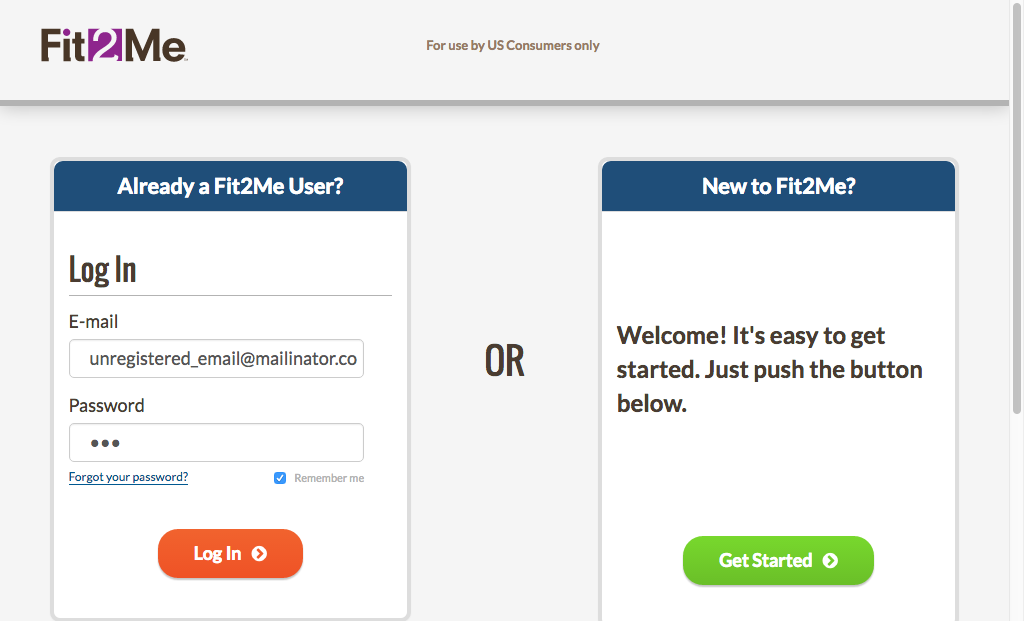 Fit2Me
For use by US Consumers only
Already a Fit2Me User?
Log In
E-mail
unregistered_email@mailinator.co
Password
•••
Forgot your password?
Remember me
Log In
OR
New to Fit2Me?
Welcome! It's easy to get
started. Just push the button
below.
Get Started